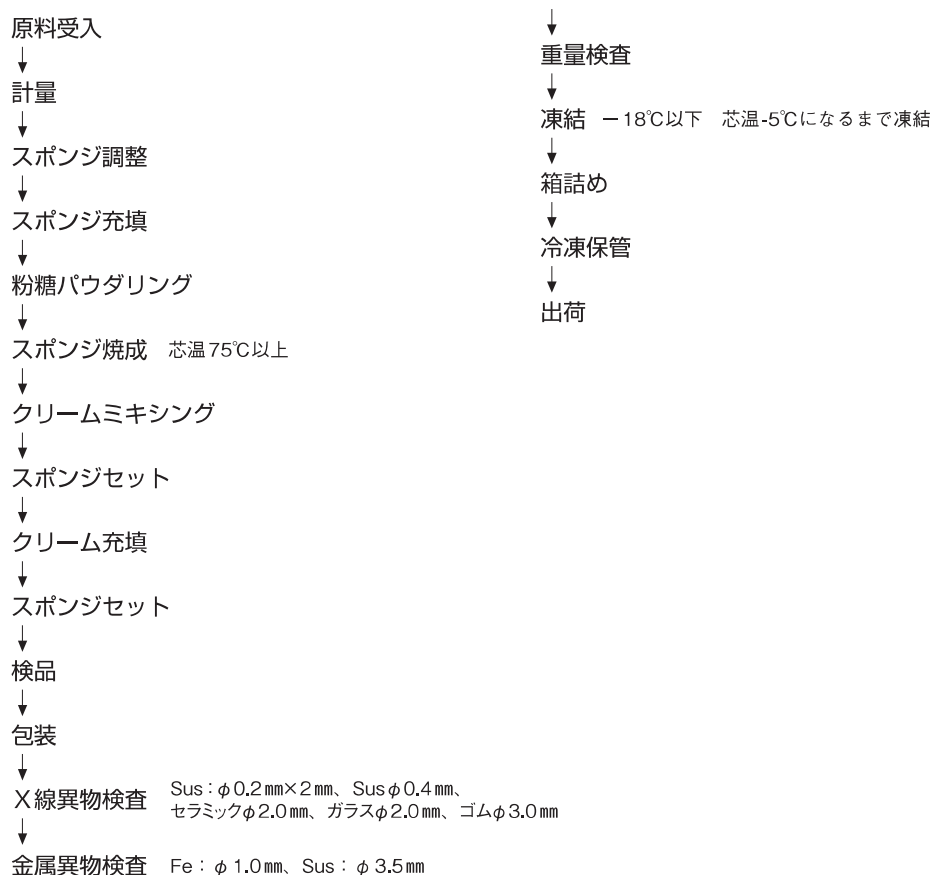 原料受入
↓
計量
↓
スポンジ調整
↓
スポンジ充填
↓
粉糖パウダリング
↓
スポンジ焼成 芯温75℃以上
↓
クリームミキシング
↓
スポンジセット
↓
クリーム充填
↓
スポンジセット
↓
検品
↓
包装
↓
X線異物検査 Sus：φ0.2㎜×2㎜、Susφ0.4㎜、
セラミックφ2.0㎜、ガラスφ2.0㎜、ゴムφ3.0㎜
↓
金属異物検査 Fe：φ1.0㎜、Sus：φ3.5㎜
↓
重量検査
↓
凍結 －18℃以下 芯温-5℃になるまで凍結
↓
箱詰め
↓
冷凍保管
↓
出荷